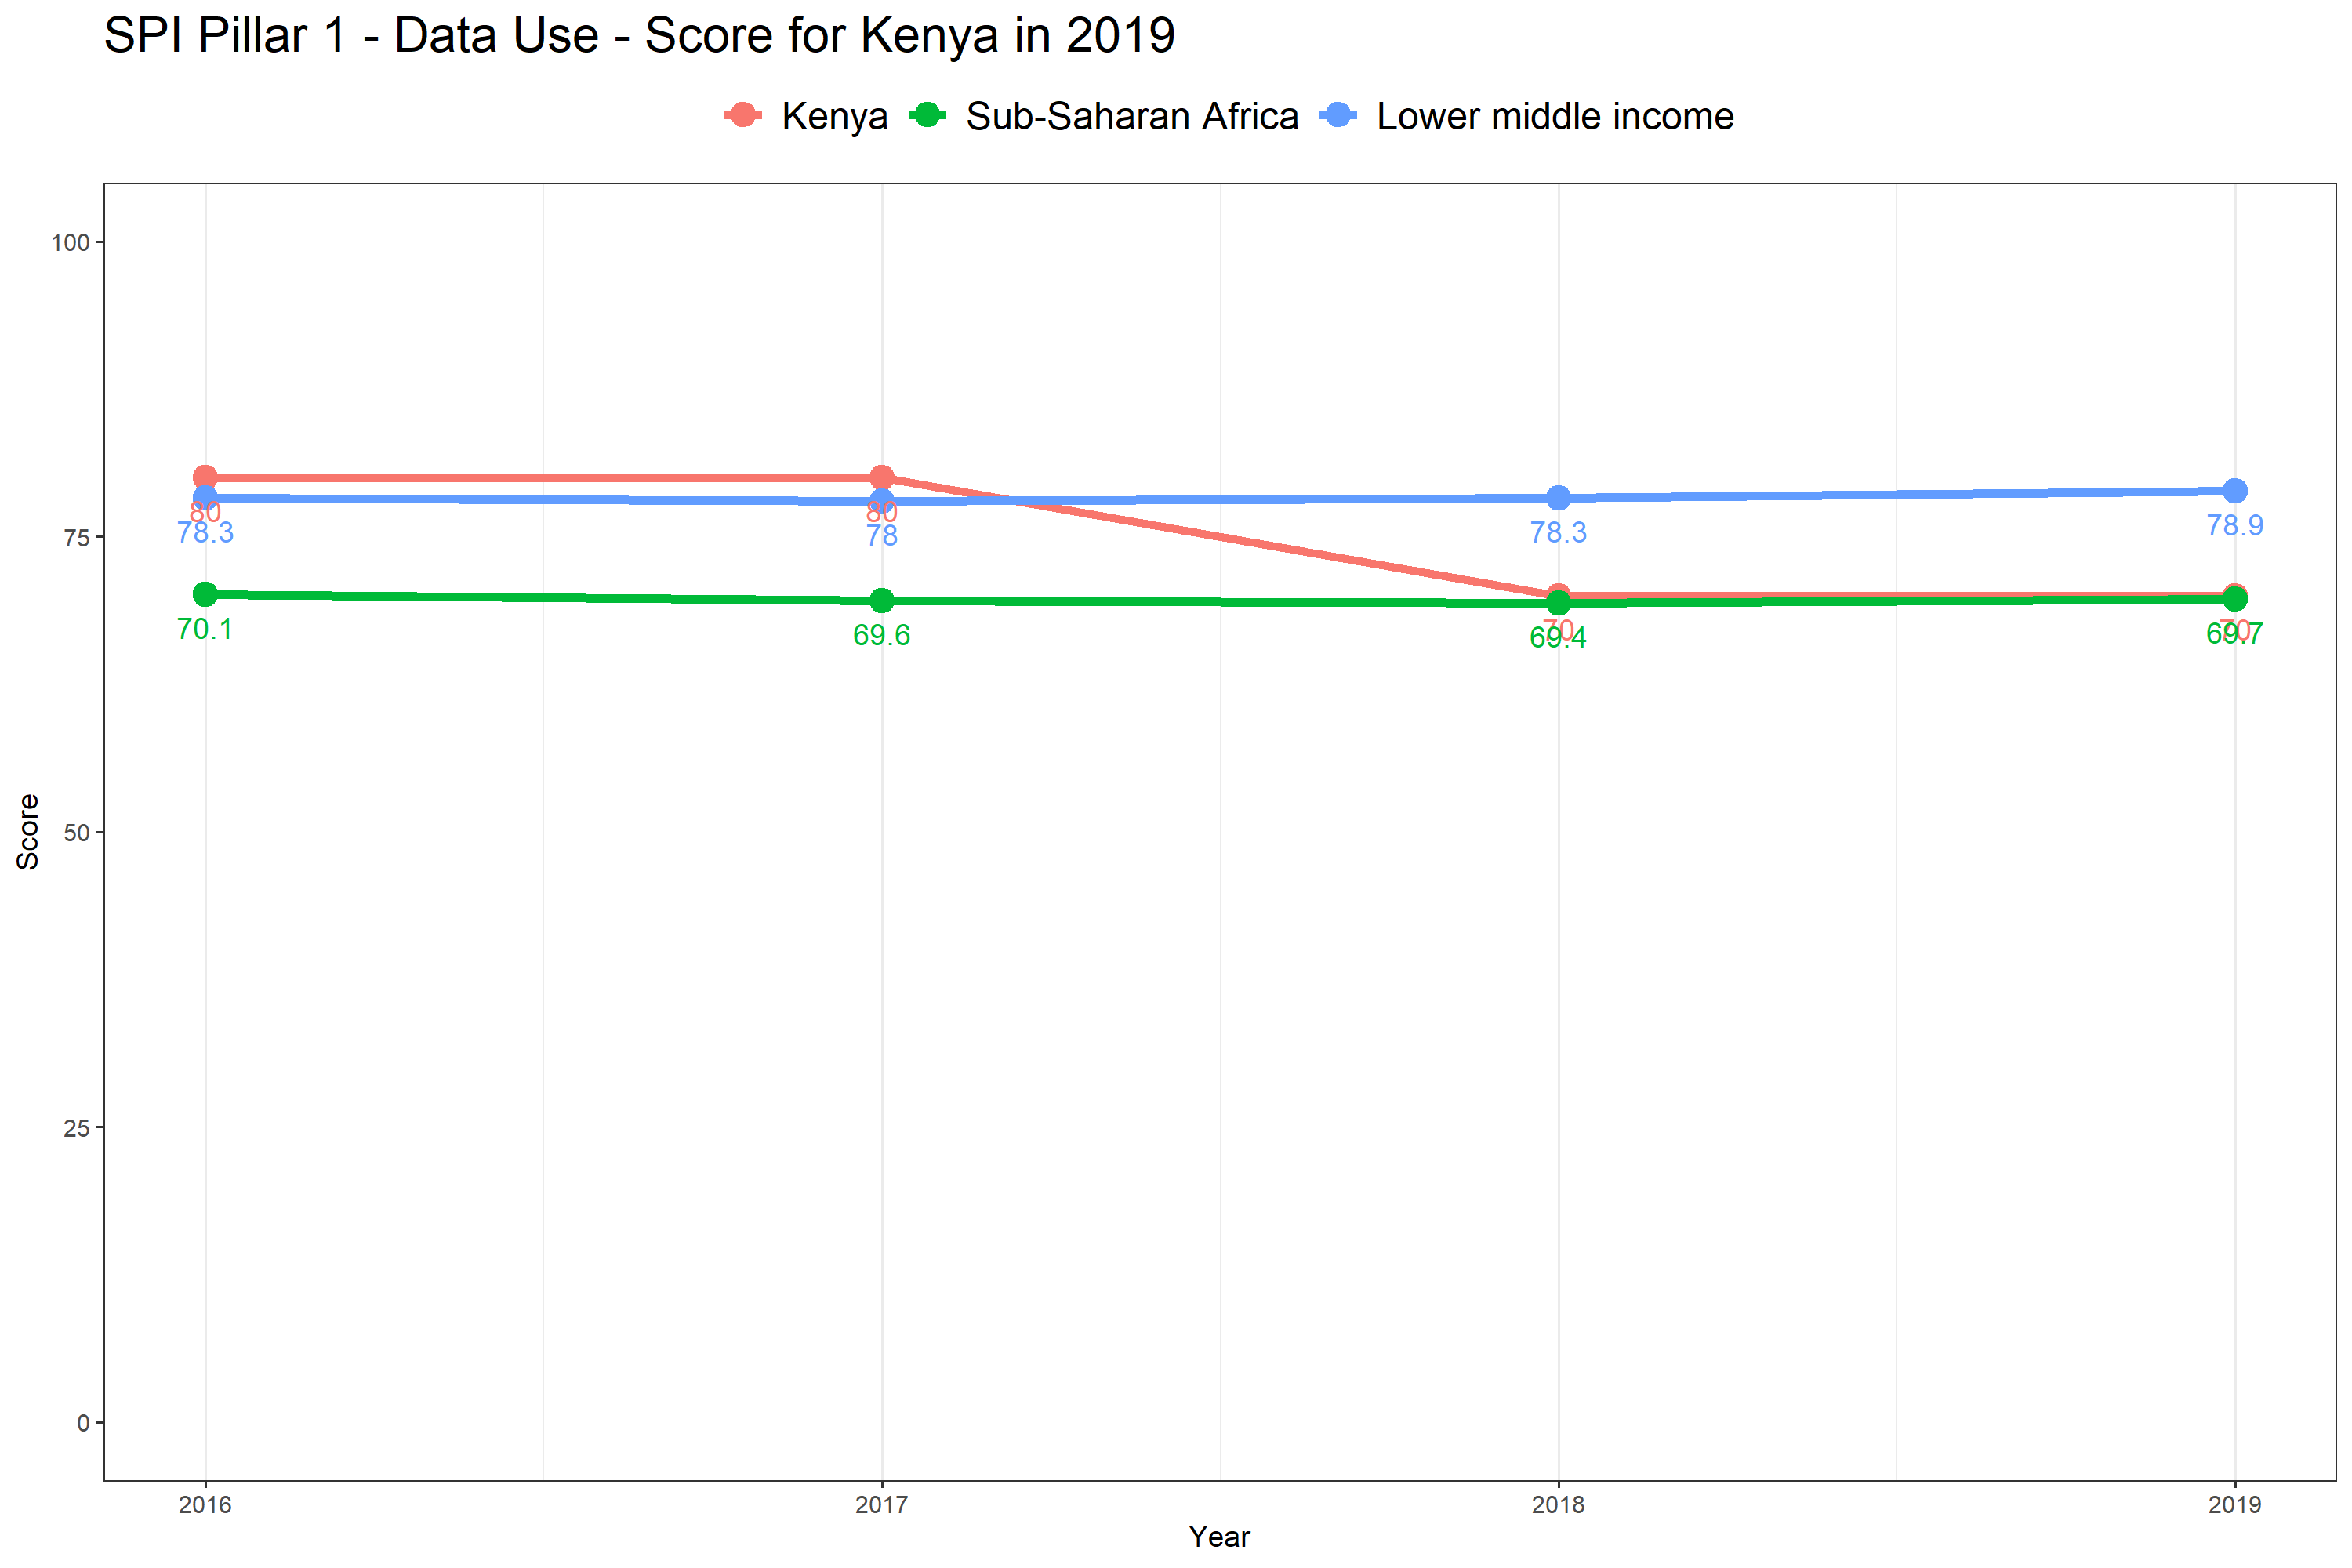 SPI Pillar 1 - Data Use - Score for Kenya in 2019
Kenya Sub-Saharan Africa Lower middle income
100
75
50
25
0
Score
80 80
78.3 78 78.3 78.9
70.1 69.6 70 70
69.4 69.7
2016 2017 2018 2019
Year